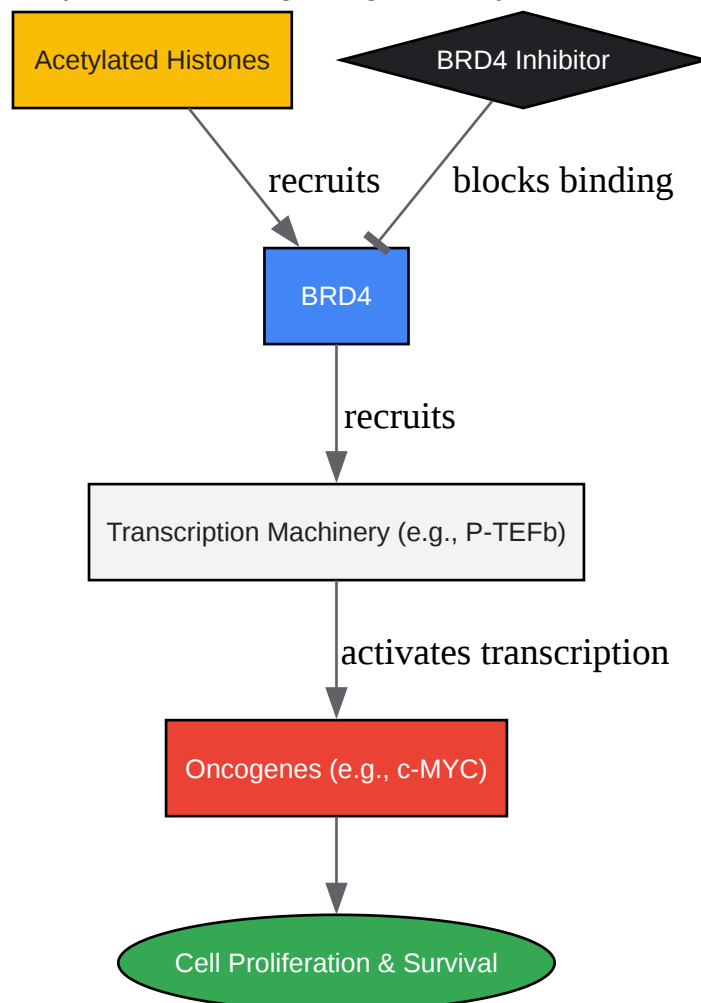 Acetylated Histones
BRD4 Inhibitor
recruits
blocks binding
BRD4
recruits
Transcription Machinery (e.g., P-TEFb)
activates transcription
Oncogenes (e.g., c-MYC)
Cell Proliferation & Survival